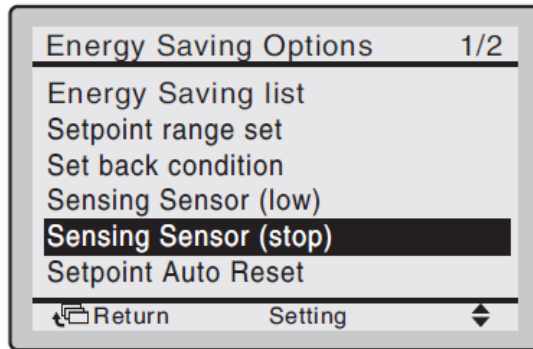 Energy Saving Options 1/2
Energy Saving list
Setpoint range set
Set back condition
Sensing Sensor (low)
Sensing Sensor (stop)
Setpoint Auto Reset
Return Setting